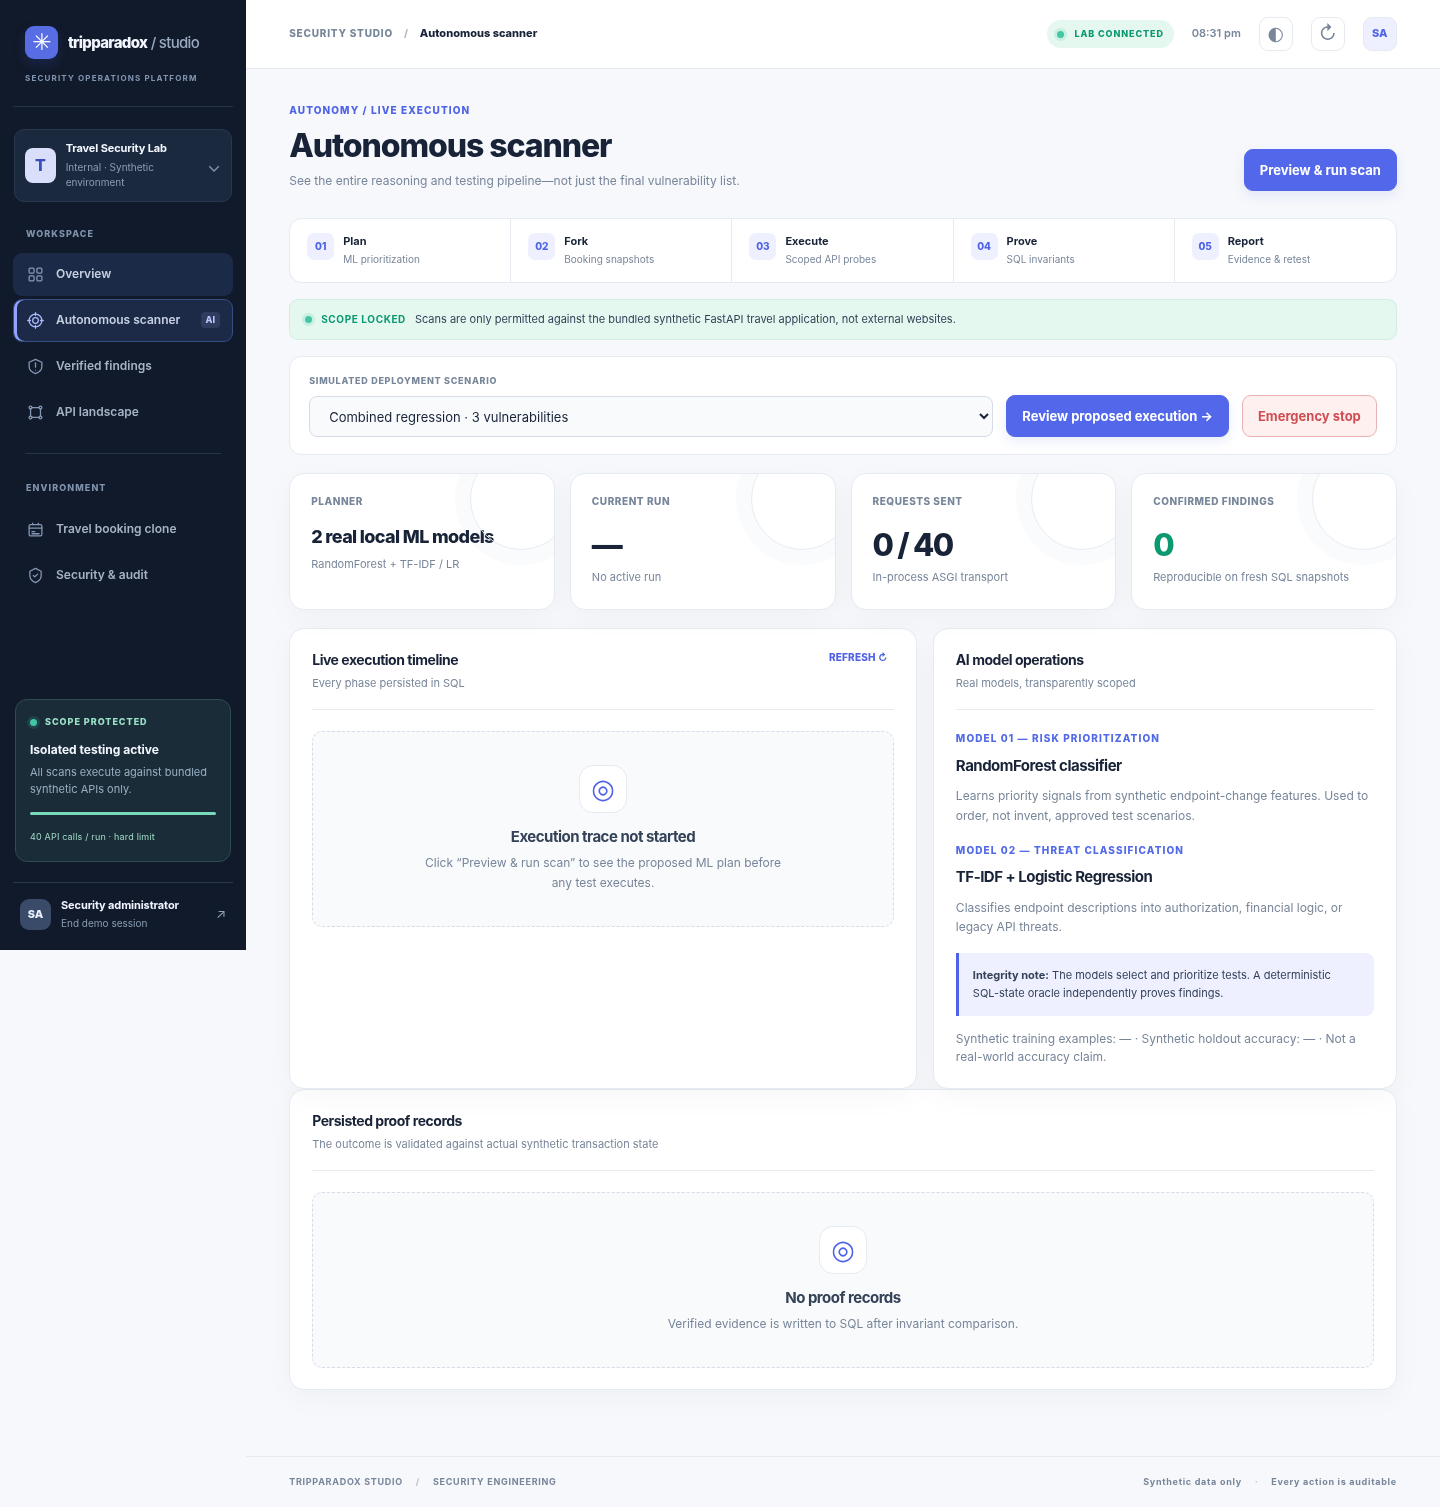 tripparadox / studio
SECURITY OPERATIONS PLATFORM
T
Travel Security Lab
Internal · Synthetic
environment
WORKSPACE
Overview
Autonomous scanner AI
Verified findings
API landscape
ENVIRONMENT
Travel booking clone
Security & audit
SCOPE PROTECTED
Isolated testing active
All scans execute against bundled
synthetic APIs only.
40 API calls / run · hard limit
SA
Security administrator
End demo session
SECURITY STUDIO / Autonomous scanner
LAB CONNECTED
08:31 pm
SA
AUTONOMY / LIVE EXECUTION
Autonomous scanner
See the entire reasoning and testing pipeline—not just the final vulnerability list.
Preview & run scan
01 Plan
ML prioritization
02 Fork
Booking snapshots
03 Execute
Scoped API probes
04 Prove
SQL invariants
05 Report
Evidence & retest
SCOPE LOCKED Scans are only permitted against the bundled synthetic FastAPI travel application, not external websites.
SIMULATED DEPLOYMENT SCENARIO
Combined regression · 3 vulnerabilities
Review proposed execution →
Emergency stop
PLANNER
2 real local ML models
RandomForest + TF-IDF / LR
CURRENT RUN
—
No active run
REQUESTS SENT
0 / 40
In-process ASGI transport
CONFIRMED FINDINGS
0
Reproducible on fresh SQL snapshots
Live execution timeline
Every phase persisted in SQL
REFRESH ↻
Execution trace not started
Click “Preview & run scan” to see the proposed ML plan before
any test executes.
AI model operations
Real models, transparently scoped
MODEL 01 — RISK PRIORITIZATION
RandomForest classifier
Learns priority signals from synthetic endpoint-change features. Used to
order, not invent, approved test scenarios.
MODEL 02 — THREAT CLASSIFICATION
TF-IDF + Logistic Regression
Classifies endpoint descriptions into authorization, financial logic, or
legacy API threats.
Integrity note: The models select and prioritize tests. A deterministic
SQL-state oracle independently proves findings.
Synthetic training examples: — · Synthetic holdout accuracy: — · Not a
real-world accuracy claim.
Persisted proof records
The outcome is validated against actual synthetic transaction state
No proof records
Verified evidence is written to SQL after invariant comparison.
TRIPPARADOX STUDIO / SECURITY ENGINEERING
Synthetic data only · Every action is auditable